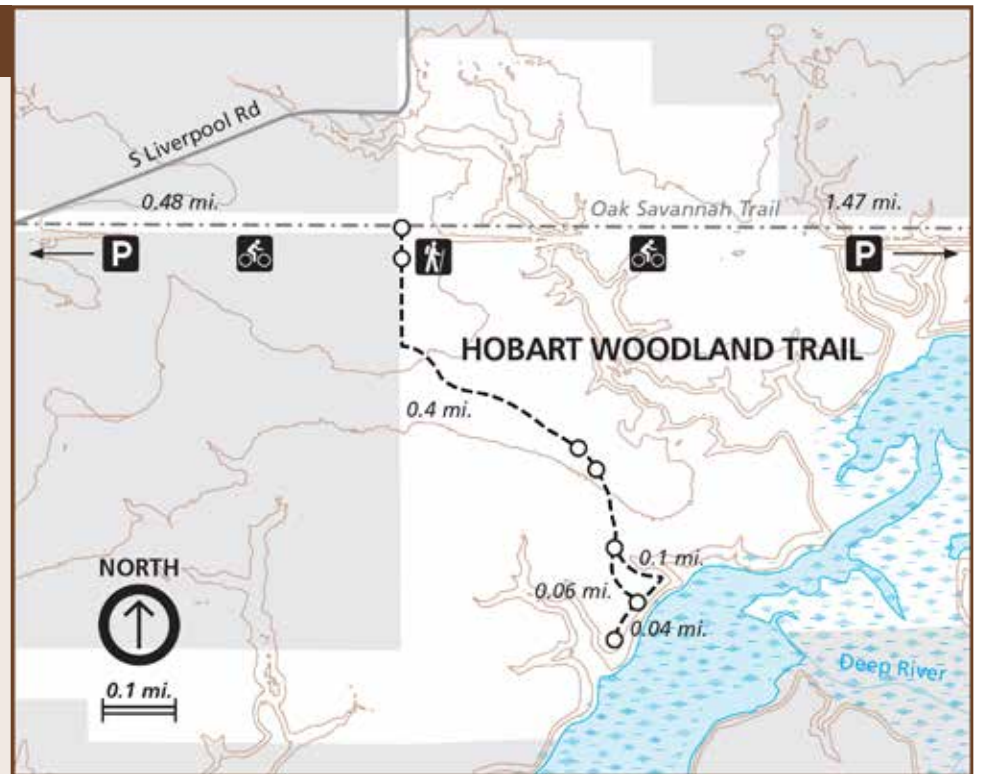 S Liverpool Rd
0.48 mi.
Oak Savannah Trail
1.47 mi.
P
P
HOBART WOODLAND TRAIL
0.4 mi.
NORTH
0.1 mi.
0.06 mi.
0.04 mi.
Deep River
0.1 mi.